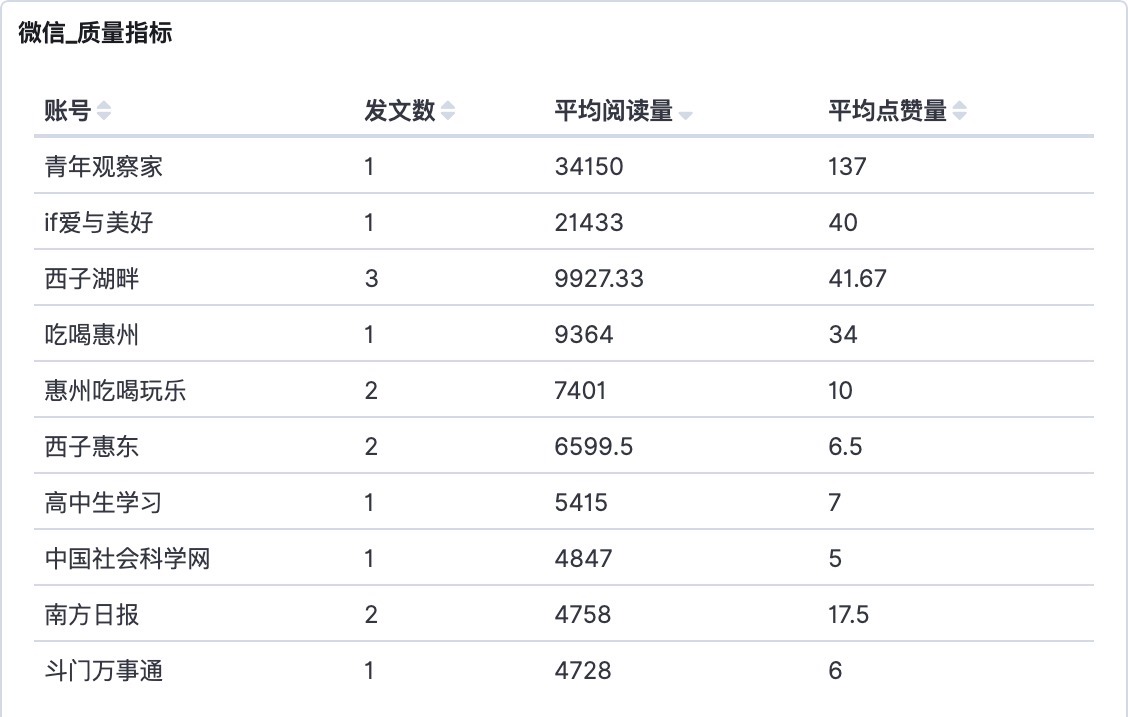 微信_质量指标
账号 发文数 平均阅读量 平均点赞量
青年观察家 1 34150 137
if爱与美好 1 21433 40
西子湖畔 3 9927.33 41.67
吃喝惠州 1 9364 34
惠州吃喝玩乐 2 7401 10
西子惠东 2 6599.5 6.5
高中生学习 1 5415 7
中国社会科学网 1 4847 5
南方日报 2 4758 17.5
斗门万事通 1 4728 6